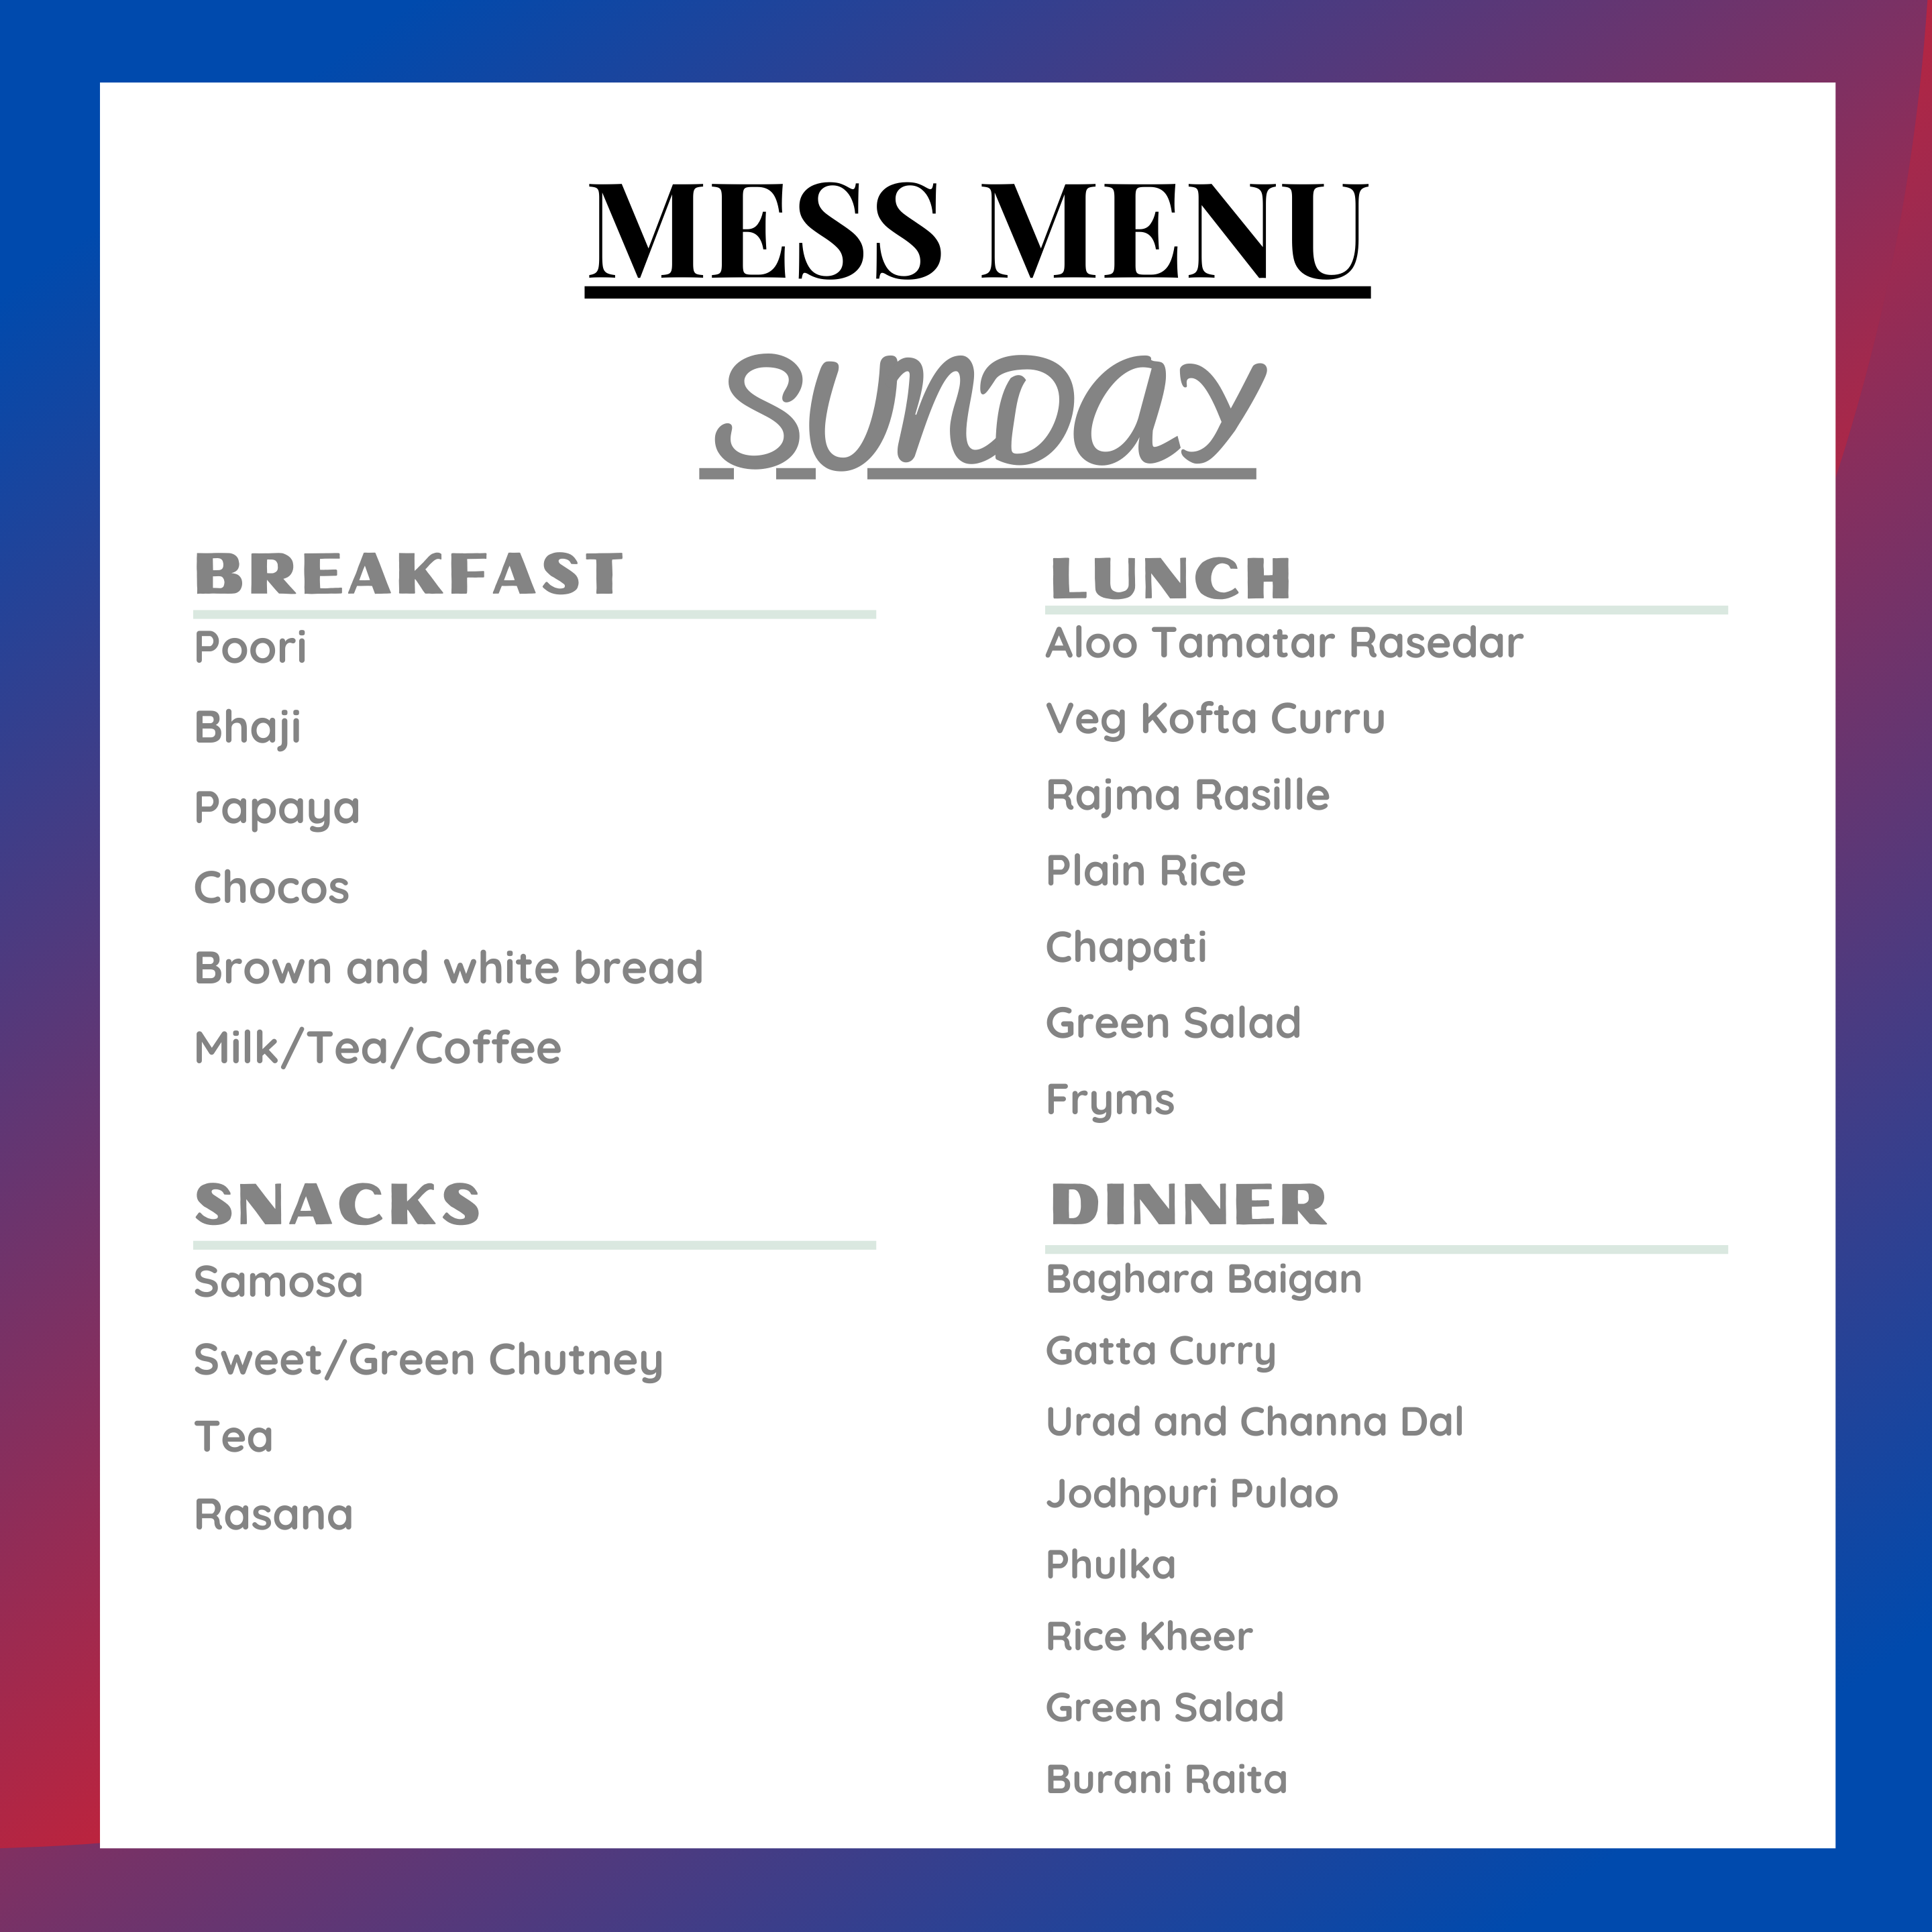 MESS MENU
SUNDAY
BREAKFAST
Poori
Bhajji
Papaya
Chocos
Brown and white bread
Milk/Tea/Coffee
LUNCH
Aloo Tamatar Rasedar
Veg Kofta Curru
Rajma Rasille
Plain Rice
Chapati
Green Salad
Fryms
SNACKS
Samosa
Sweet/Green Chutney
Tea
Rasana
DINNER
Baghara Baigan
Gatta Curry
Urad and Channa Dal
Jodhpuri Pulao
Phulka
Rice Kheer
Green Salad
Burani Raita